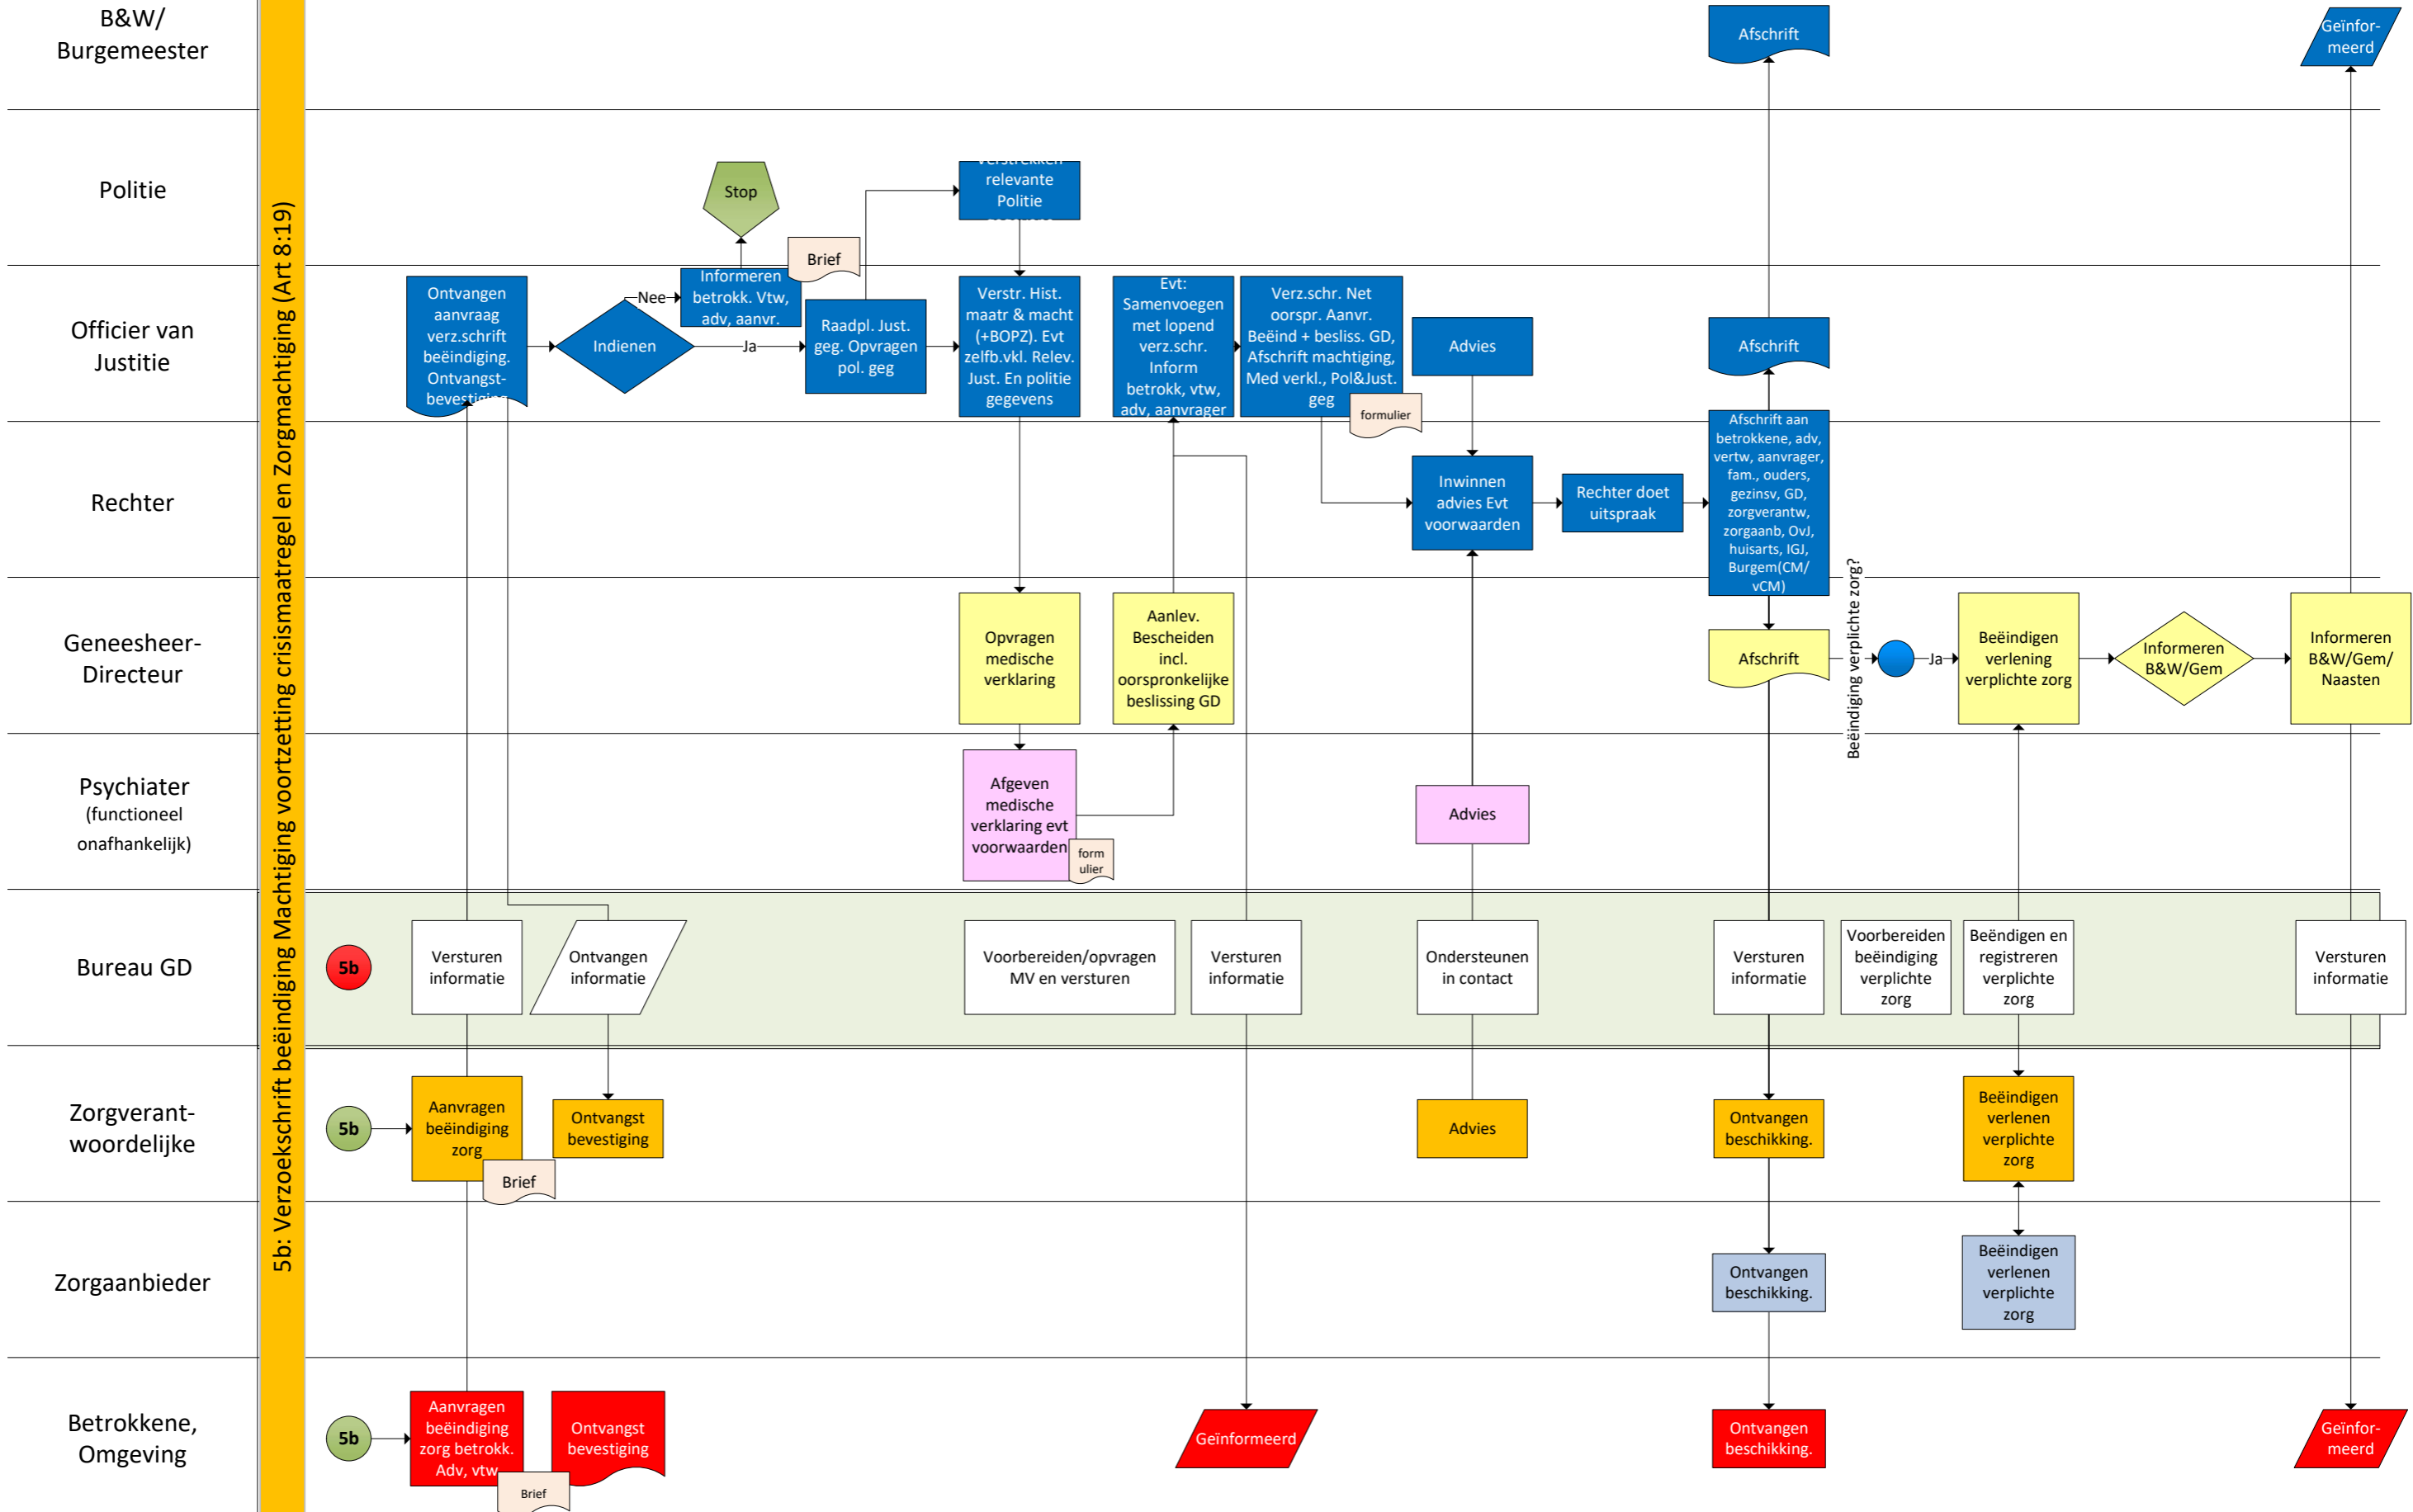 B&W/
Burgemeester
Afschrift
Geïnfor-
meerd
Politie
Stop
Verstrekken
relevante
Politie
Officier van
Justitie
Ontvangen
aanvraag
verz.schrift
beëindiging.
Ontvangst-
bevestiging
Indienen
Nee
Informeren
betrokk. Vtw,
adv, aanvr.
Brief
Ja
Raadpl. Just.
geg. Opvragen
pol. geg
Verstr. Hist.
maatr & macht
(+BOPZ). Evt
zelfb.vkl. Relev.
Just. En politie
gegevens
Evt:
Samenvoegen
met lopend
verz.schr.
Inform
betrokk, vtw,
adv, aanvrager
Verz.schr. Net
oorspr. Aanvr.
Beëind + besliss. GD,
Afschrift machtiging,
Med verkl., Pol&Just.
geg
formulier
Advies
Afschrift
Rechter
Inwinnen
advies Evt
voorwaarden
Rechter doet
uitspraak
Afschrift aan
betrokkene, adv,
vertw, aanvrager,
fam., ouders,
gezinsv, GD,
zorgverantw,
zorgaanb, OvJ,
huisarts, IGJ,
Burgem(CM/
vCM)
Geneesheer-
Directeur
Opvragen
medische
verklaring
Aanlev.
Bescheiden
incl.
oorspronkelijke
beslissing GD
Afschrift
Beëindiging verplichte zorg?
Ja
Beëindigen
verlening
verplichte zorg
Informeren
B&W/Gem
Informeren
B&W/Gem/
Naasten
Psychiater
(functioneel
onafhankelijk)
Afgeven
medische
verklaring evt
voorwaarden
form
ulier
Advies
Bureau GD
5b
Versturen
informatie
Ontvangen
informatie
Voorbereiden/opvragen
MV en versturen
Versturen
informatie
Ondersteunen
in contact
Versturen
informatie
Voorbereiden
beëindiging
verplichte
zorg
Beëndigen en
registreren
verplichte
zorg
Versturen
informatie
Zorgverant-
woordelijke
5b
Aanvragen
beëindiging
zorg
Brief
Ontvangst
bevestiging
Advies
Ontvangen
beschikking.
Beëindigen
verlenen
verplichte
zorg
Zorgaanbieder
Ontvangen
beschikking.
Beëindigen
verlenen
verplichte
zorg
Betrokkene,
Omgeving
5b
Aanvragen
beëindiging
zorg betrokk.
Adv, vtw
Brief
Ontvangst
bevestiging
Geïnformeerd
Ontvangen
beschikking.
Geïnfor-
meerd
5b: Verzoekschrift beëindiging Machtiging voortzetting crisismaatregel en Zorgmachtiging (Art 8:19)